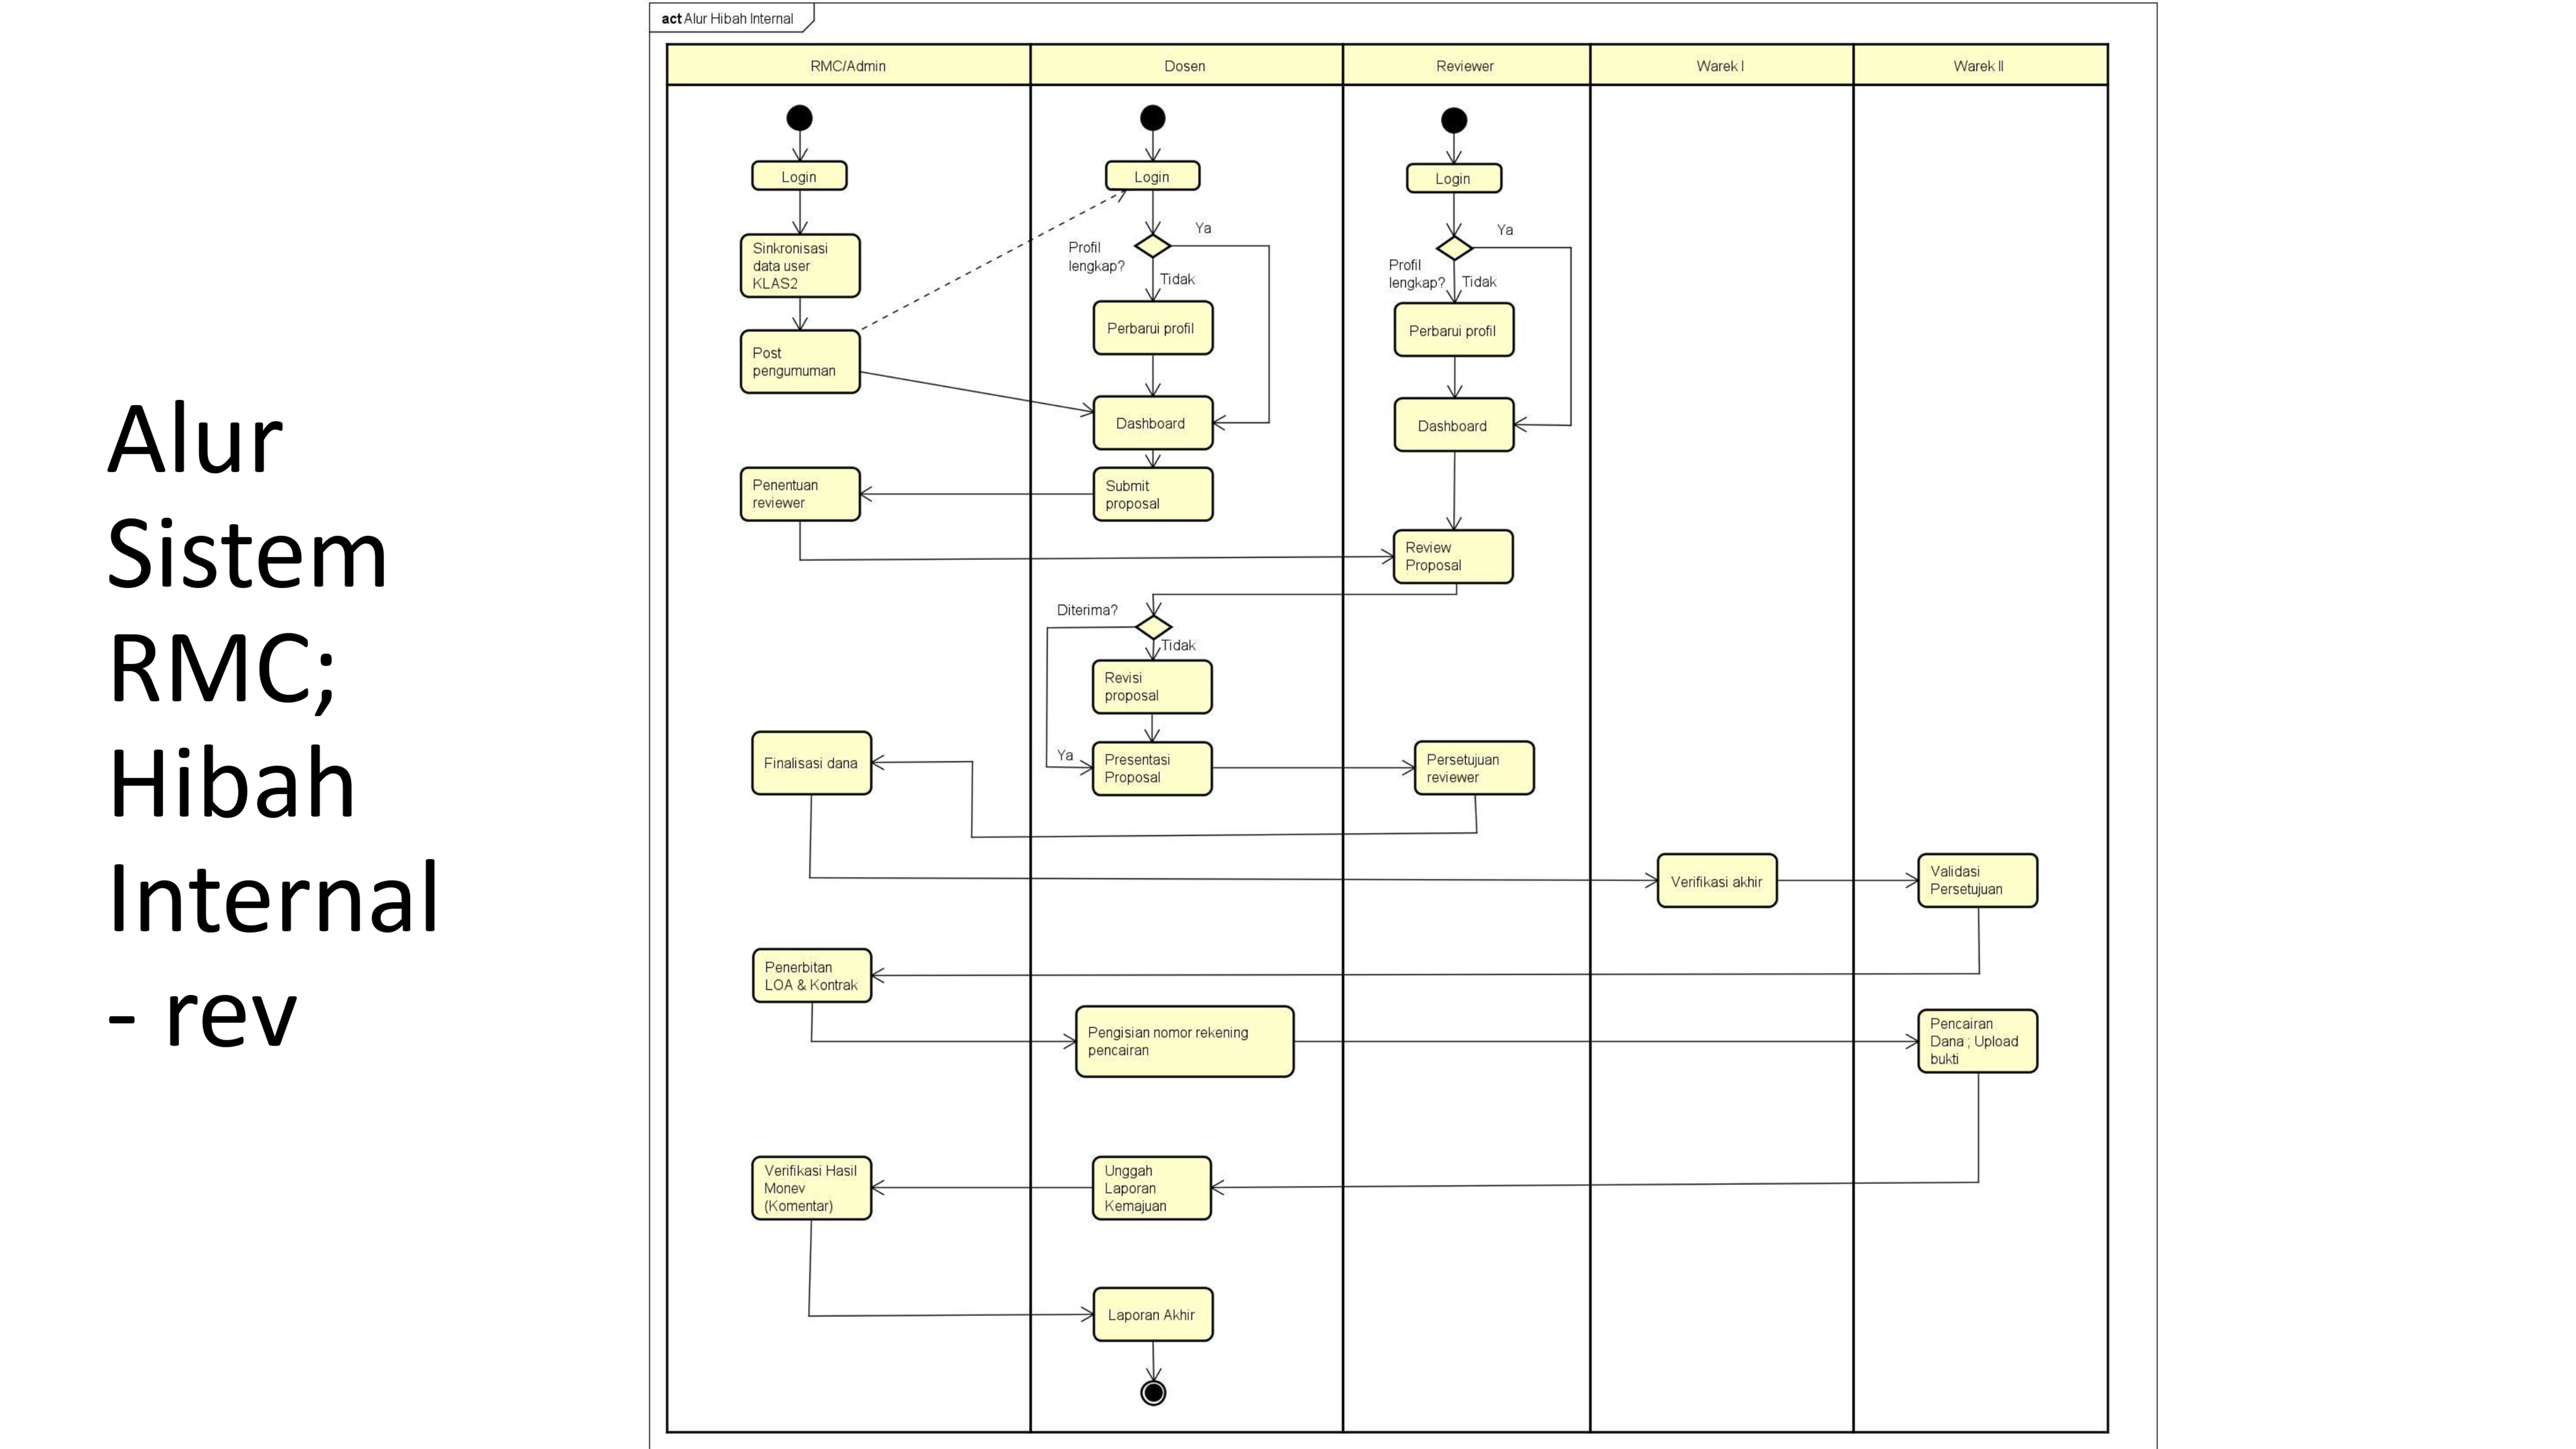 Alur
Sistem
RMC;
Hibah
Internal
- rev
act Alur Hibah Internal
RMC/Admin
Dosen
Reviewer
Warek I
Warek II
Login
Login
Login
Sinkronisasi
data user
KLAS2
Profil
lengkap?
Ya
Tidak
Profil
lengkap?
Ya
Tidak
Post
pengumuman
Perbarui profil
Perbarui profil
Dashboard
Dashboard
Penentuan
reviewer
Submit
proposal
Review
Proposal
Diterima?
Tidak
Revisi
proposal
Ya
Finalisasi dana
Presentasi
Proposal
Persetujuan
reviewer
Verifikasi akhir
Validasi
Persetujuan
Penerbitan
LOA & Kontrak
Pengisian nomor rekening
pencairan
Pencairan
Dana ; Upload
bukti
Verifikasi Hasil
Monev
(Komentar)
Unggah
Laporan
Kemajuan
Laporan Akhir